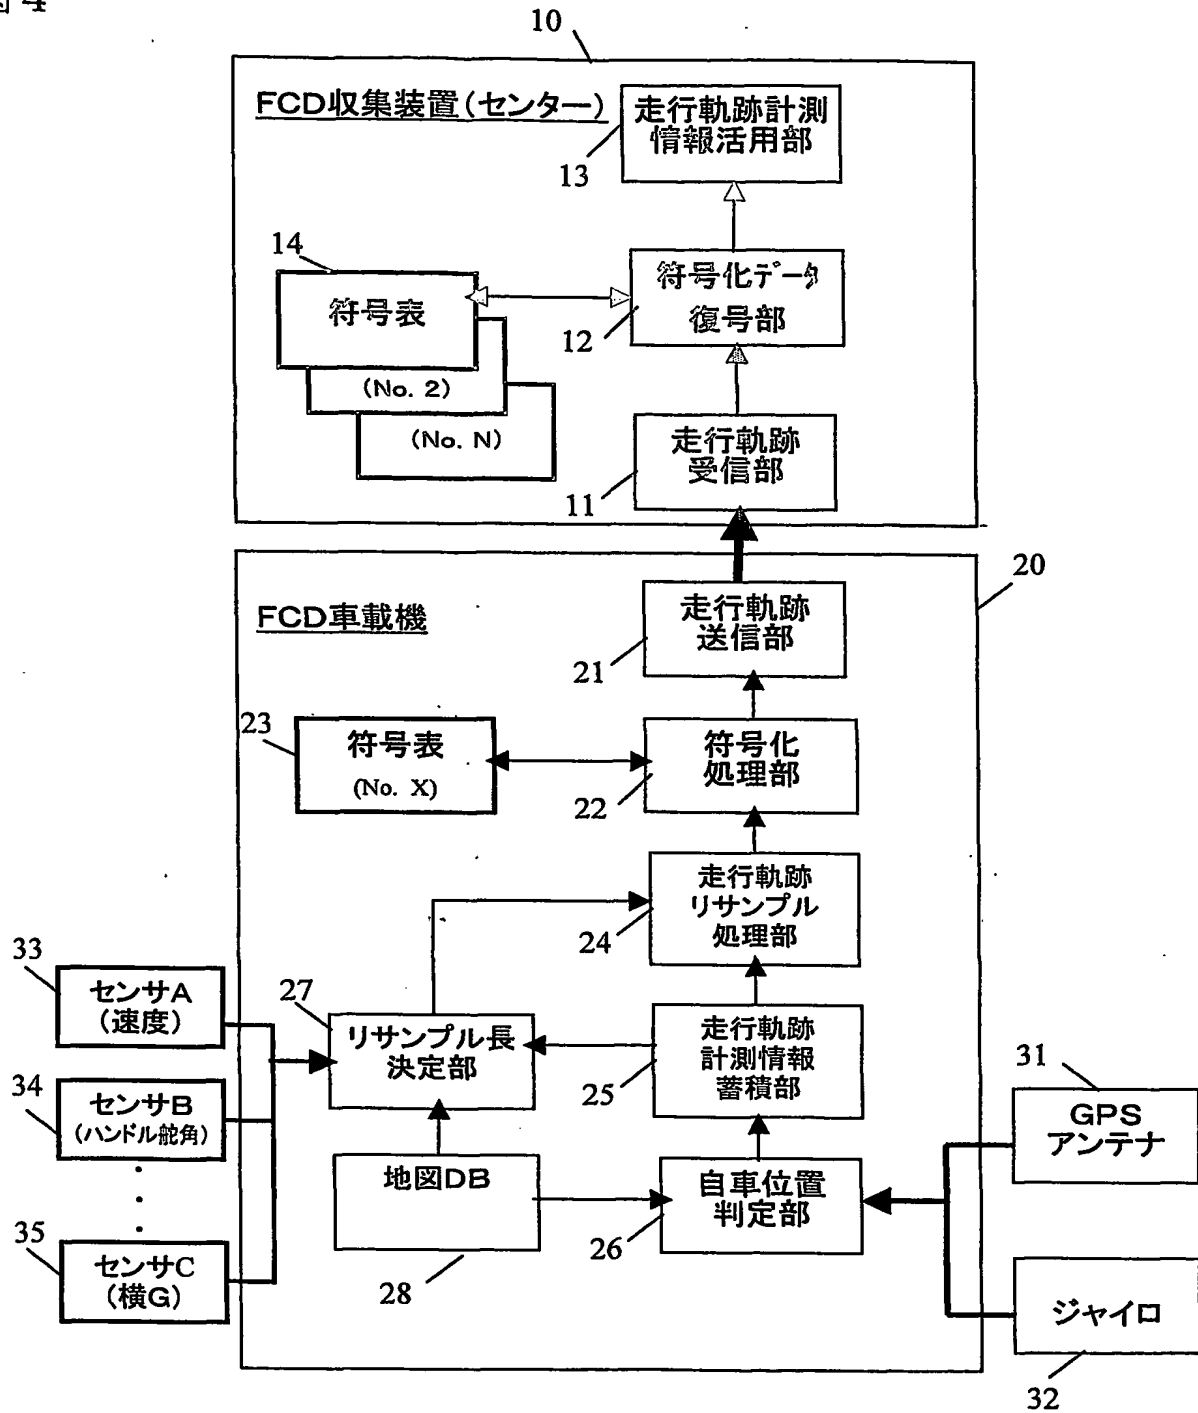 図4
10
FCD収集装置(センター)
走行軌跡計測
情報活用部
13
14
符号表
(No. 2)
(No. N)
符号化データ
復号部
12
走行軌跡
受信部
11
20
FCD車載機
走行軌跡
送信部
21
23
符号表
(No. X)
符号化
処理部
22
走行軌跡
リサンプル
処理部
24
33
センサA
(速度)
27
リサンプル長
決定部
走行軌跡
計測情報
蓄積部
25
31
GPS
アンテナ
34
センサB
(ハンドル舵角)
地図DB
28
自車位置
判定部
26
35
センサC
(横G)
ジャイロ
32